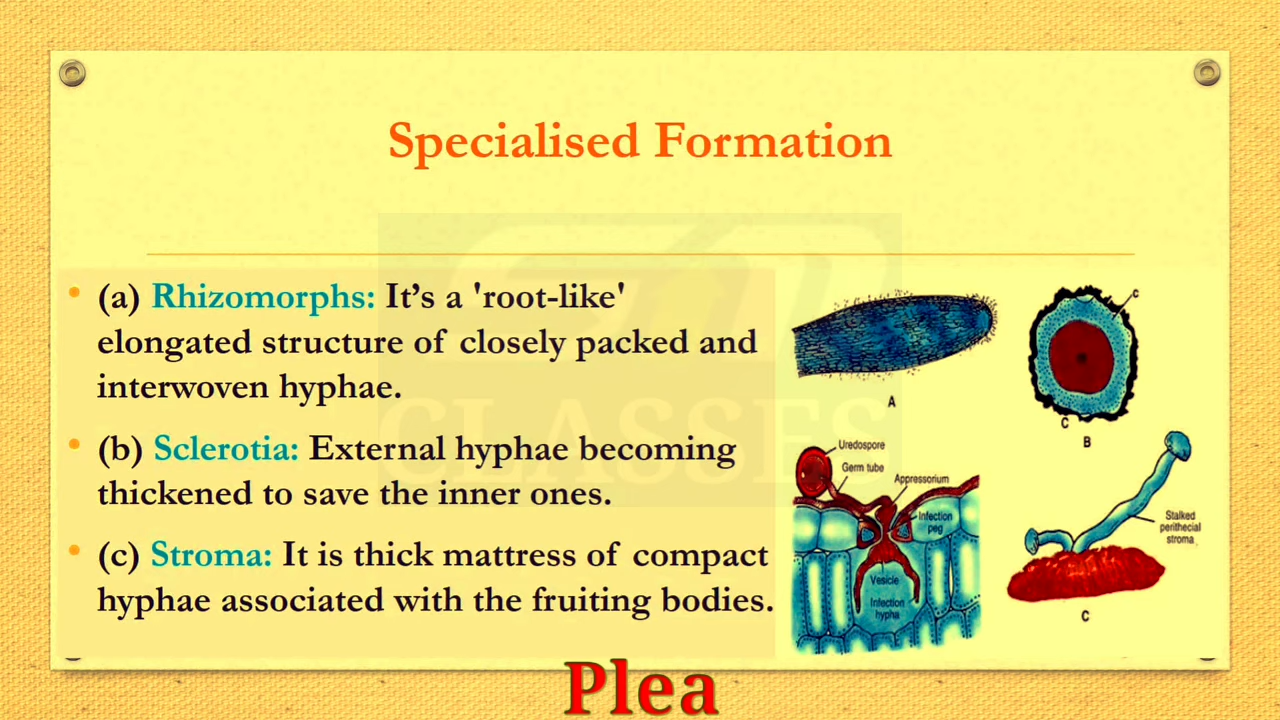 Specialised Formation
(a) Rhizomorphs: It’s a 'root-like'
elongated structure of closely packed and
interwoven hyphae.
(b) Sclerotia: External hyphae becoming
thickened to save the inner ones.
(c) Stroma: It is thick mattress of compact
hyphae associated with the fruiting bodies.
A
c
C
B
Uredospore
Germ tube
Appressorium
Infection
peg
Vesicle
Infection
hypha
Stalked
perithecial
stroma
C
CLASSES
Plea